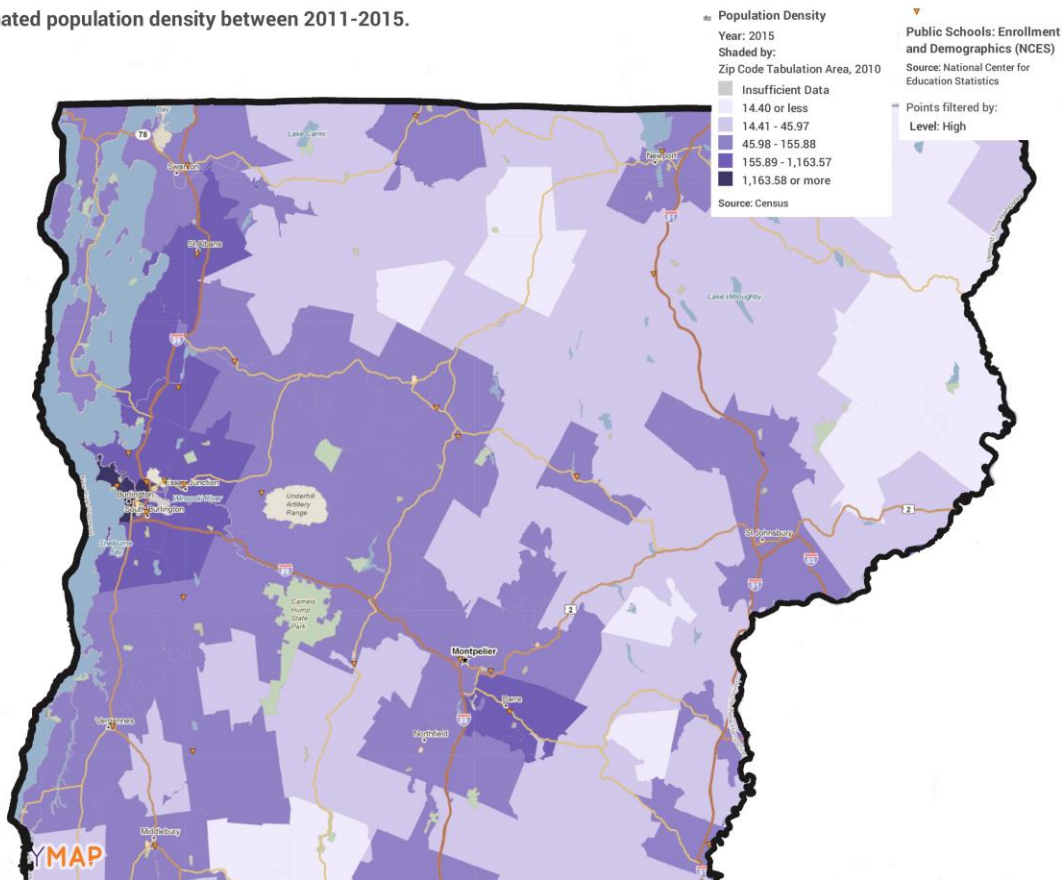 ated population density between 2011-2015.
Population Density
Year: 2015
Shaded by:
Zip Code Tabulation Area, 2010
Insufficient Data
14.40 or less
14.41 - 45.97
45.98 - 155.88
155.89 - 1,163.57
1,163.58 or more
Source: Census
Public Schools: Enrollment
and Demographics (NCES)
Source: National Center for
Education Statistics
Points filtered by:
Level: High
Bay
78
Lake Carmi
Swanton
Newport
St Albans
Lake Willoughby
89
Essex Junction
Winooski River
Burlington
South Burlington
Underhill
Artillery
Range
2
Shelburne
Bay
St Johnsbury
89
93
91
Camels
Hump
State
Park
2
Montpelier
Barre
89
Vergennes
Northfield
Middlebury
YMAP